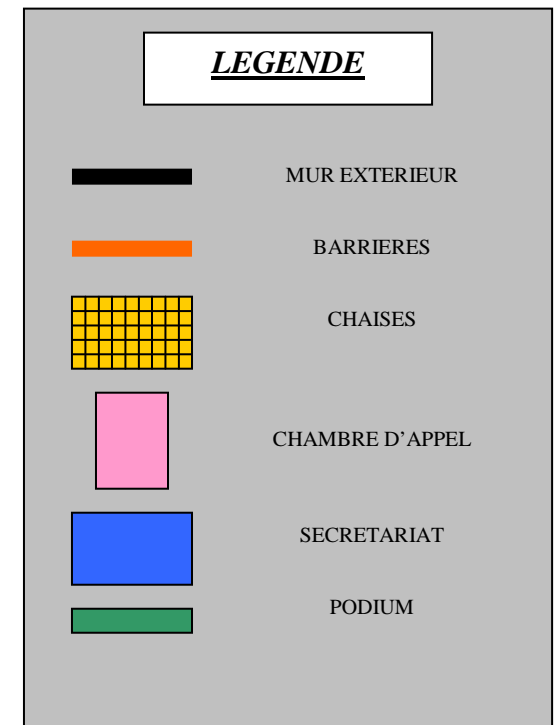 LEGENDE
MUR EXTERIEUR
BARRIERES
CHAISES
CHAMBRE D’APPEL
SECRETARIAT
PODIUM